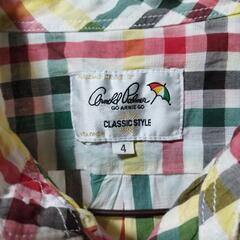 Arnold Palmer
GO ARNIE GO
CLASSIC STYLE
4